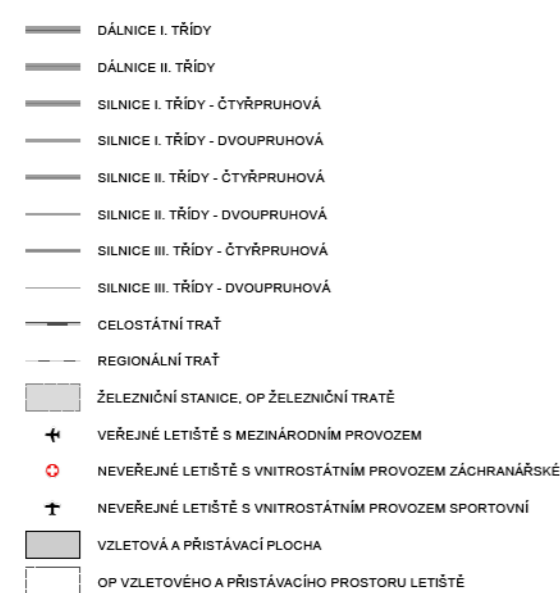 DÁLNICE I. TŘÍDY
DÁLNICE II. TŘÍDY
SILNICE I. TŘÍDY - ČTYŘPRUHOVÁ
SILNICE I. TŘÍDY - DVOUPRUHOVÁ
SILNICE II. TŘÍDY - ČTYŘPRUHOVÁ
SILNICE II. TŘÍDY - DVOUPRUHOVÁ
SILNICE III. TŘÍDY - ČTYŘPRUHOVÁ
SILNICE III. TŘÍDY - DVOUPRUHOVÁ
CELOSTÁTNÍ TRAŤ
REGIONÁLNÍ TRAŤ
ŽELEZNIČNÍ STANICE, OP ŽELEZNIČNÍ TRATĚ
VEŘEJNÉ LETIŠTĚ S MEZINÁRODNÍM PROVOZEM
NEVEŘEJNÉ LETIŠTĚ S VNITROSTÁTNÍM PROVOZEM ZÁCHRANÁŘSKÉ
NEVEŘEJNÉ LETIŠTĚ S VNITROSTÁTNÍM PROVOZEM SPORTOVNÍ
VZLETOVÁ A PŘISTÁVACÍ PLOCHA
OP VZLETOVÉHO A PŘISTÁVACÍHO PROSTORU LETIŠTĚ